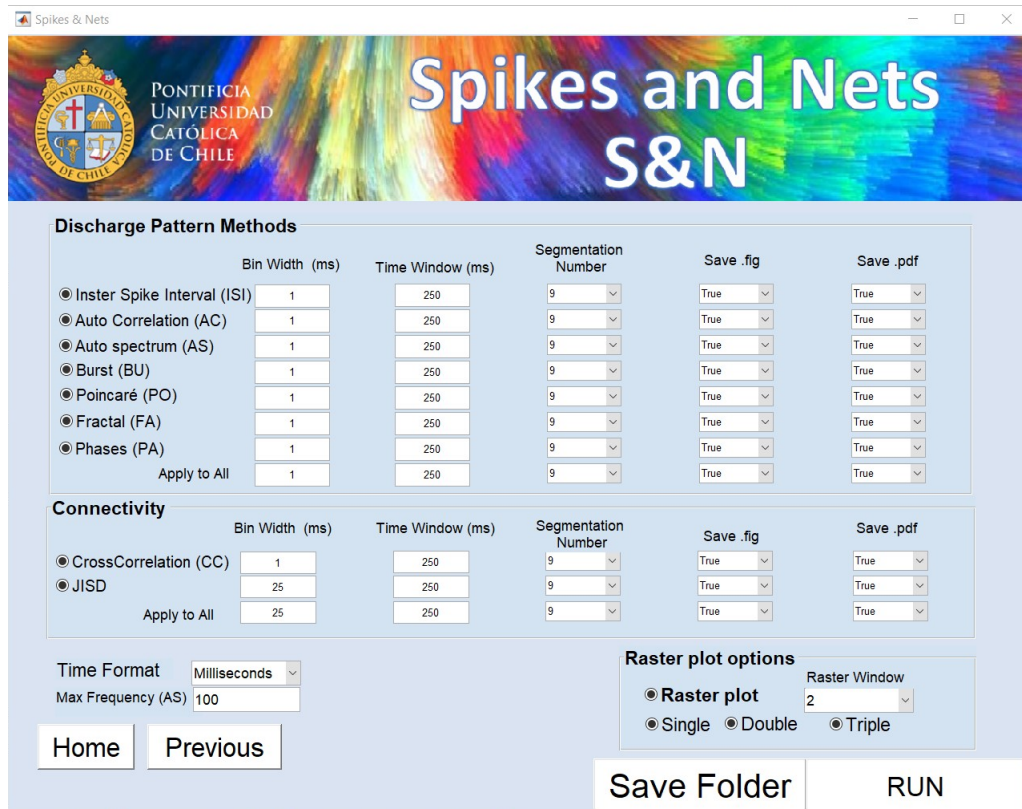 Spikes & Nets
PONTIFICIA
UNIVERSIDAD
CATÓLICA
DE CHILE
Spikes and Nets
S&N
Discharge Pattern Methods
Bin Width (ms) Time Window (ms) Segmentation Number Save .fig Save .pdf
Inster Spike Interval (ISI) 1 250 9 True True
Auto Correlation (AC) 1 250 9 True True
Auto spectrum (AS) 1 250 9 True True
Burst (BU) 1 250 9 True True
Poincaré (PO) 1 250 9 True True
Fractal (FA) 1 250 9 True True
Phases (PA) 1 250 9 True True
Apply to All 1 250 9 True True
Connectivity
Bin Width (ms) Time Window (ms) Segmentation Number Save .fig Save .pdf
CrossCorrelation (CC) 1 250 9 True True
JISD 25 250 9 True True
Apply to All 25 250 9 True True
Time Format Milliseconds
Max Frequency (AS) 100
Raster plot options
Raster Window
Raster plot 2
Single Double Triple
Home Previous
Save Folder RUN